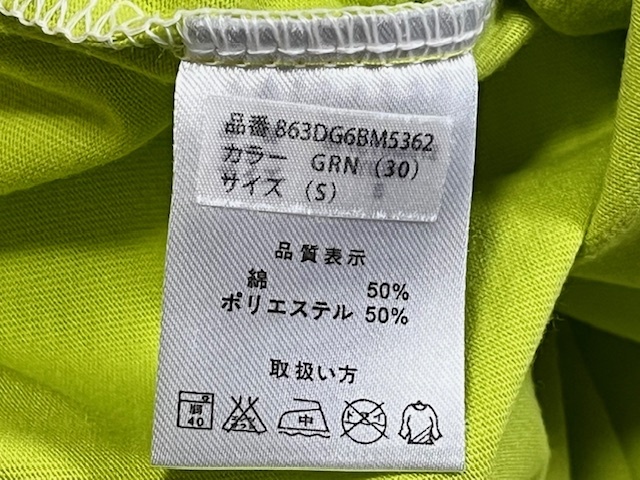 品番 863DG6BM5362
カラー GRN (30)
サイズ (S)
品質表示
綿 50%
ポリエステル 50%
取扱い方
40 中